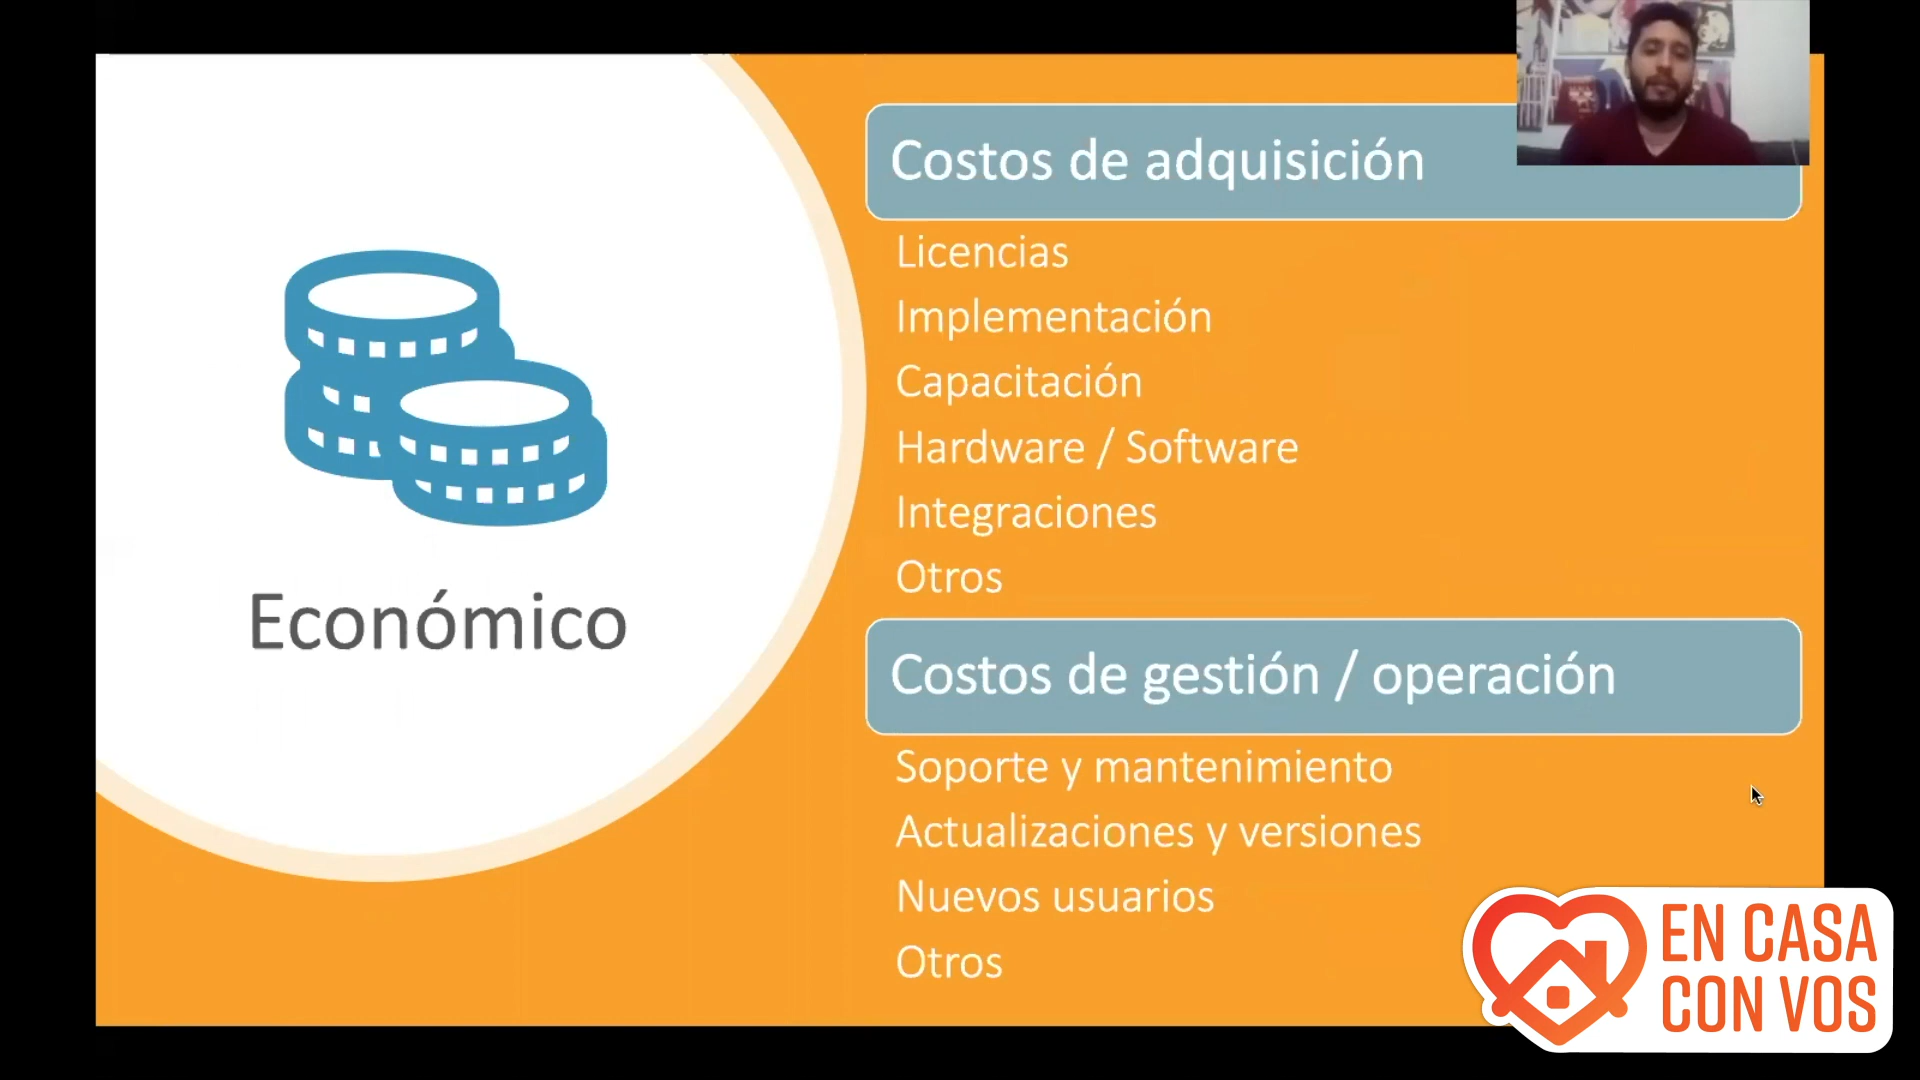 Económico
Costos de adquisición
Licencias
Implementación
Capacitación
Hardware / Software
Integraciones
Otros
Costos de gestión / operación
Soporte y mantenimiento
Actualizaciones y versiones
Nuevos usuarios
Otros
EN CASA
CON VOS